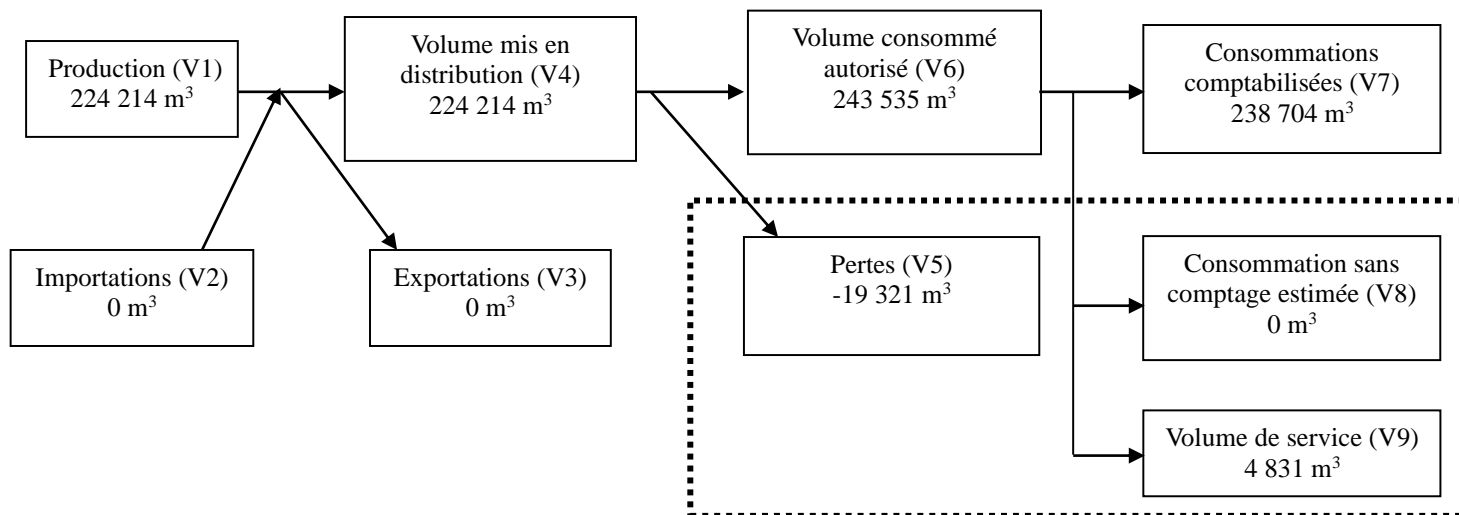 Production (V1)
224 214 m³
Volume mis en
distribution (V4)
224 214 m³
Volume consommé
autorisé (V6)
243 535 m³
Consommations
comptabilisées (V7)
238 704 m³
Importations (V2)
0 m³
Exportations (V3)
0 m³
Pertes (V5)
-19 321 m³
Consommation sans
comptage estimée (V8)
0 m³
Volume de service (V9)
4 831 m³